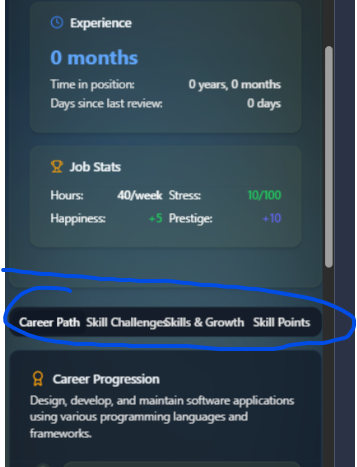 Experience
0 months
Time in position: 0 years, 0 months
Days since last review: 0 days
Job Stats
Hours: 40/week Stress: 10/100
Happiness: +5 Prestige: +10
Career Path Skill Challenges Skills & Growth Skill Points
Career Progression
Design, develop, and maintain software applications
using various programming languages and
frameworks.